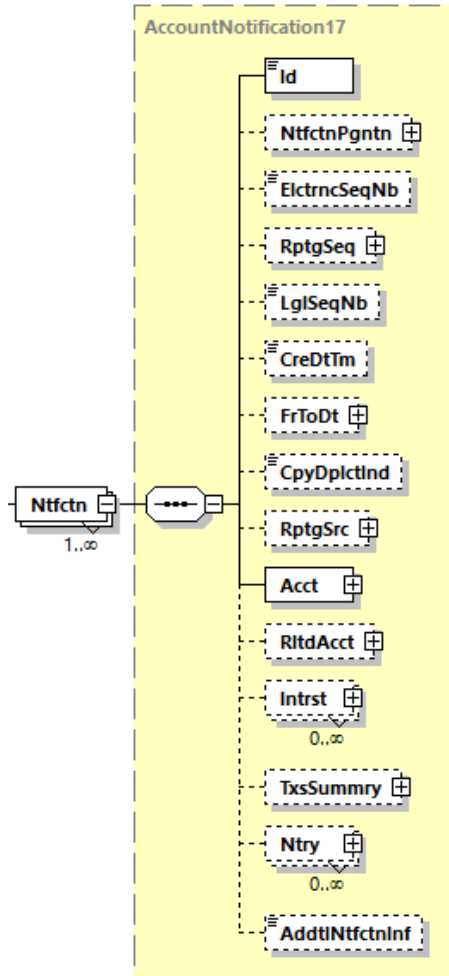 AccountNotification17
Id
NtfctnPgntn
ElctrncSeqNb
RptgSeq
LglSeqNb
CreDtTm
FrToDt
CpyDplctInd
Ntfctn
1..∞
RptgSrc
Acct
RltdAcct
Intrst
0..∞
TxsSummry
Ntry
0..∞
AddtlNtfctnInf